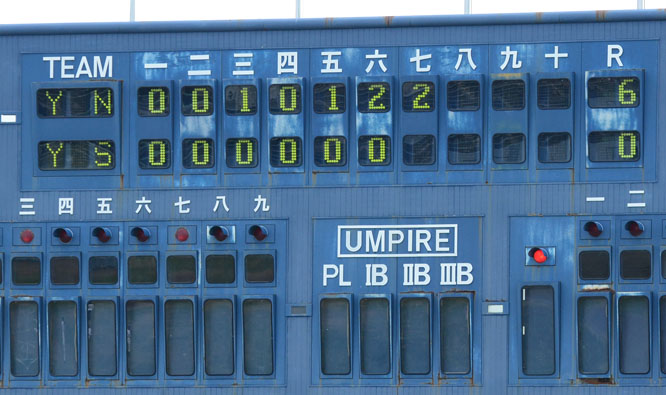 TEAM 一 二 三 四 五 六 七 八 九 十 R
Y N 0 0 1 0 1 2 2 6
Y S 0 0 0 0 0 0 0
三 四 五 六 七 八 九
一 二
UMPIRE
PL IB IIB IIIB